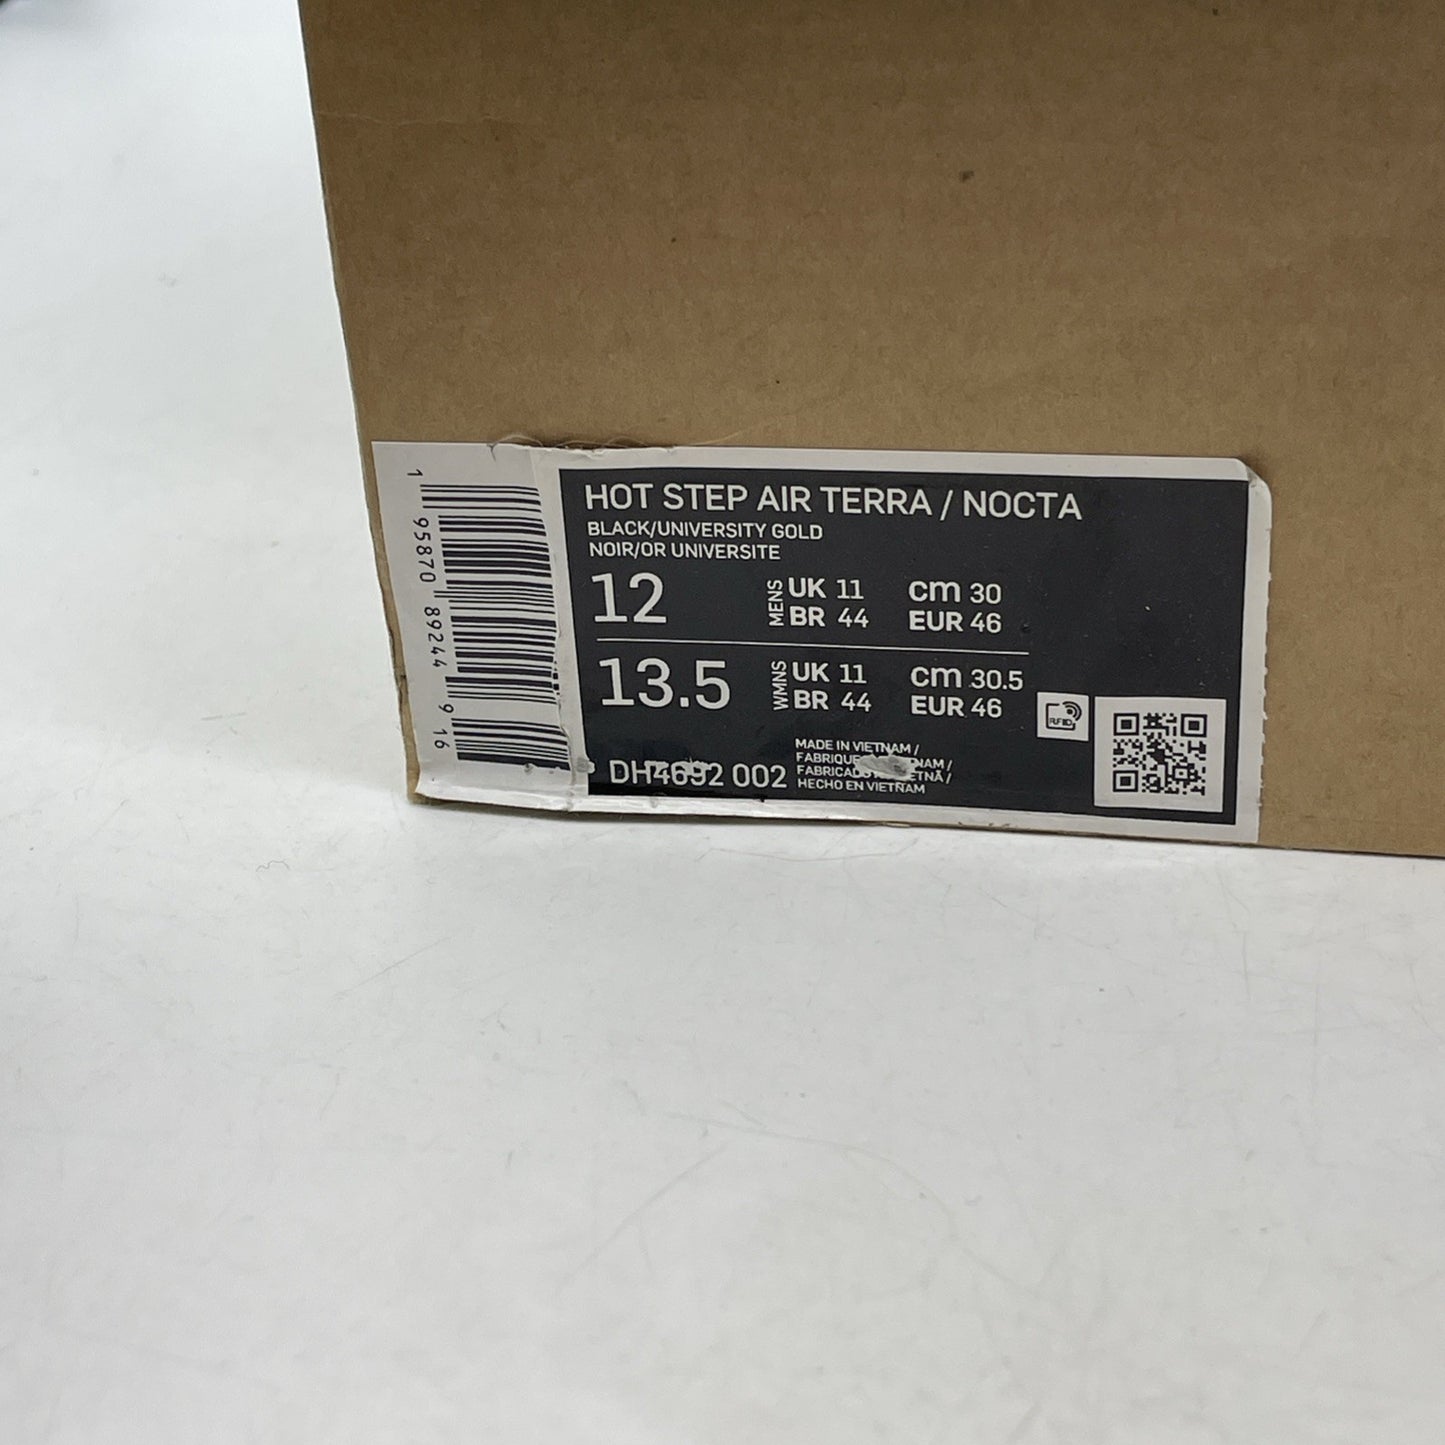 HOT STEP AIR TERRA / NOCTA
BLACK/UNIVERSITY GOLD
NOIR/OR UNIVERSITE
12 MENS UK 11 CM 30
BR 44 EUR 46
13.5 WMNS UK 11 CM 30.5
BR 44 EUR 46
RFID
DH4692 002
MADE IN VIETNAM /
FABRIQUE
FABRICADO
HECHO EN VIETNAM
1 95870 89244 9 16